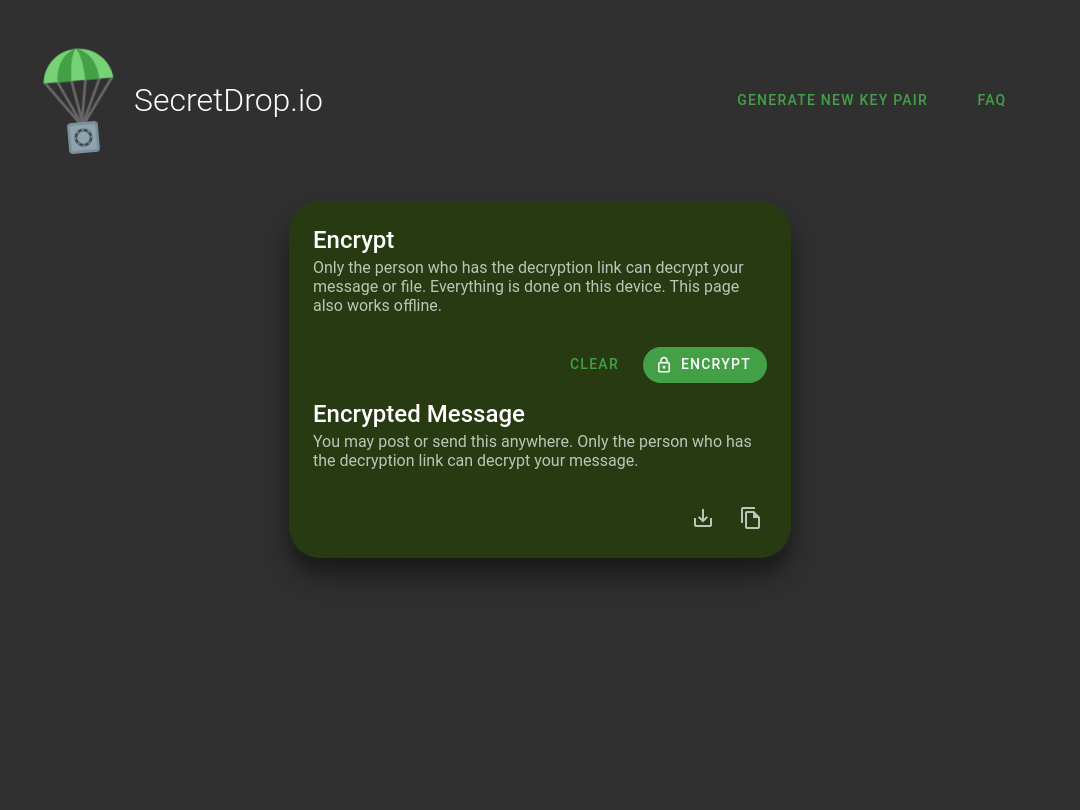 SecretDrop.io
GENERATE NEW KEY PAIR
FAQ
Encrypt
Only the person who has the decryption link can decrypt your
message or file. Everything is done on this device. This page
also works offline.
CLEAR
ENCRYPT
Encrypted Message
You may post or send this anywhere. Only the person who has
the decryption link can decrypt your message.